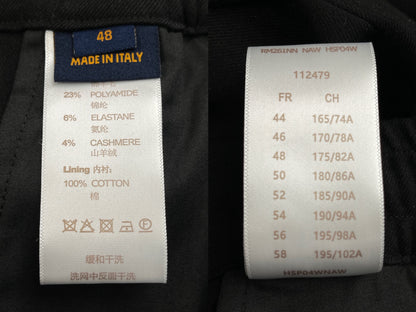 48
MADE IN ITALY
23% POLYAMIDE
锦纶
6% ELASTANE
氨纶
4% CASHMERE
山羊绒
Lining 内衬:
100% COTTON
棉
缓和干洗
洗网中反面干洗
RM261NN NAW HSP04W
112479
FR CH
44 165/74A
46 170/78A
48 175/82A
50 180/86A
52 185/90A
54 190/94A
56 195/98A
58 195/102A
HSP04WNAW